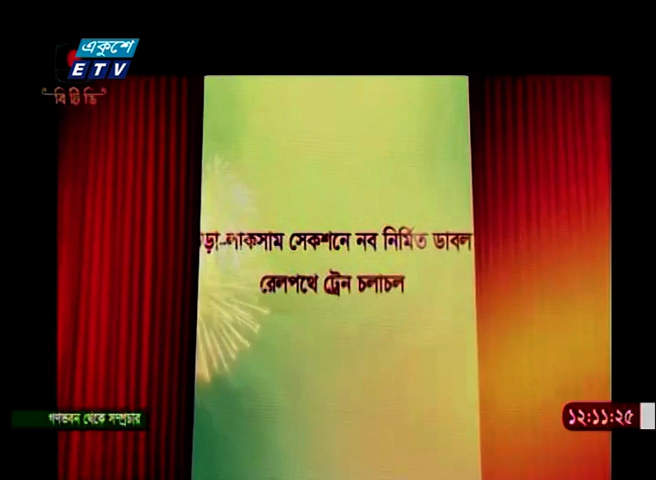 একুশে
ETV
বিটিভি
লাকসাম সেকশনে নব নির্মিত ডাবল
রেলপথে ট্রেন চলাচল
গণভবন থেকে সম্প্রচার
১২:১১:২৫